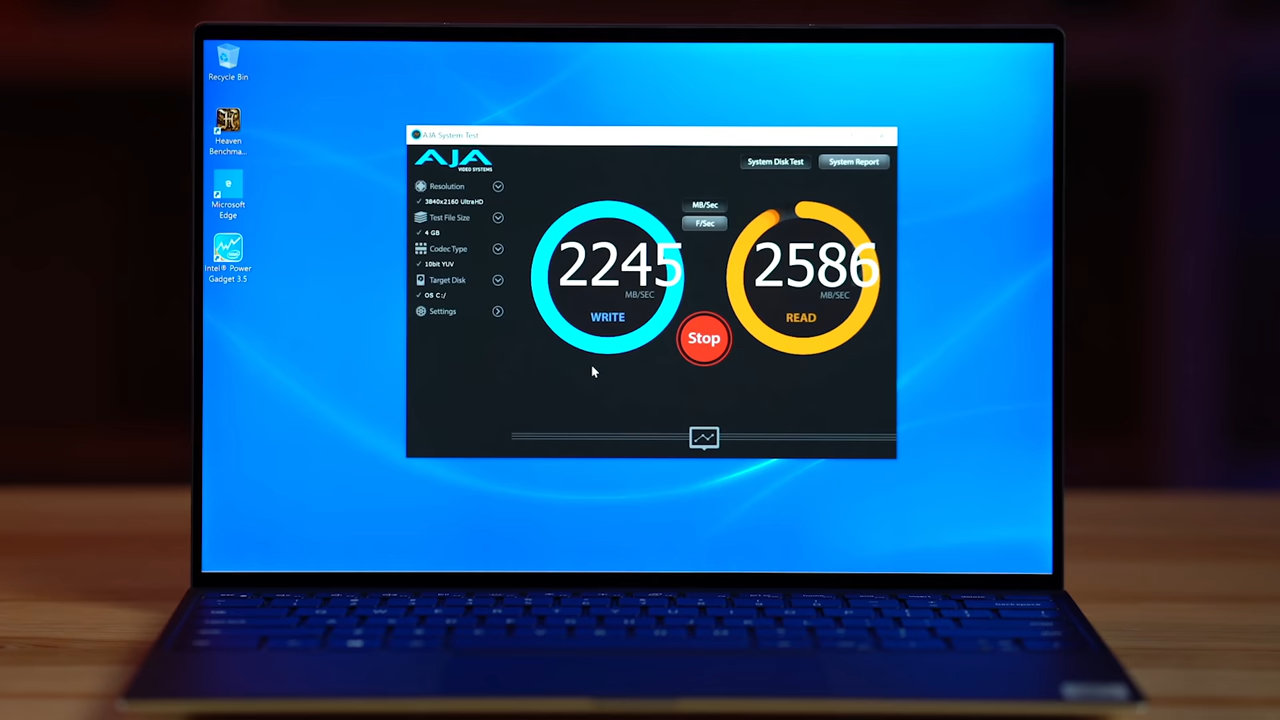 Recycle Bin
Heaven
Benchma...
Microsoft
Edge
Intel® Power
Gadget 3.5
AJA System Test
AJA
VIDEO SYSTEMS
System Disk Test
System Report
Resolution
3840x2160 UltraHD
Test File Size
4 GB
Codec Type
10bit YUV
Target Disk
OS C:/
Settings
MB/Sec
F/Sec
2245
MB/SEC
WRITE
2586
MB/SEC
READ
Stop